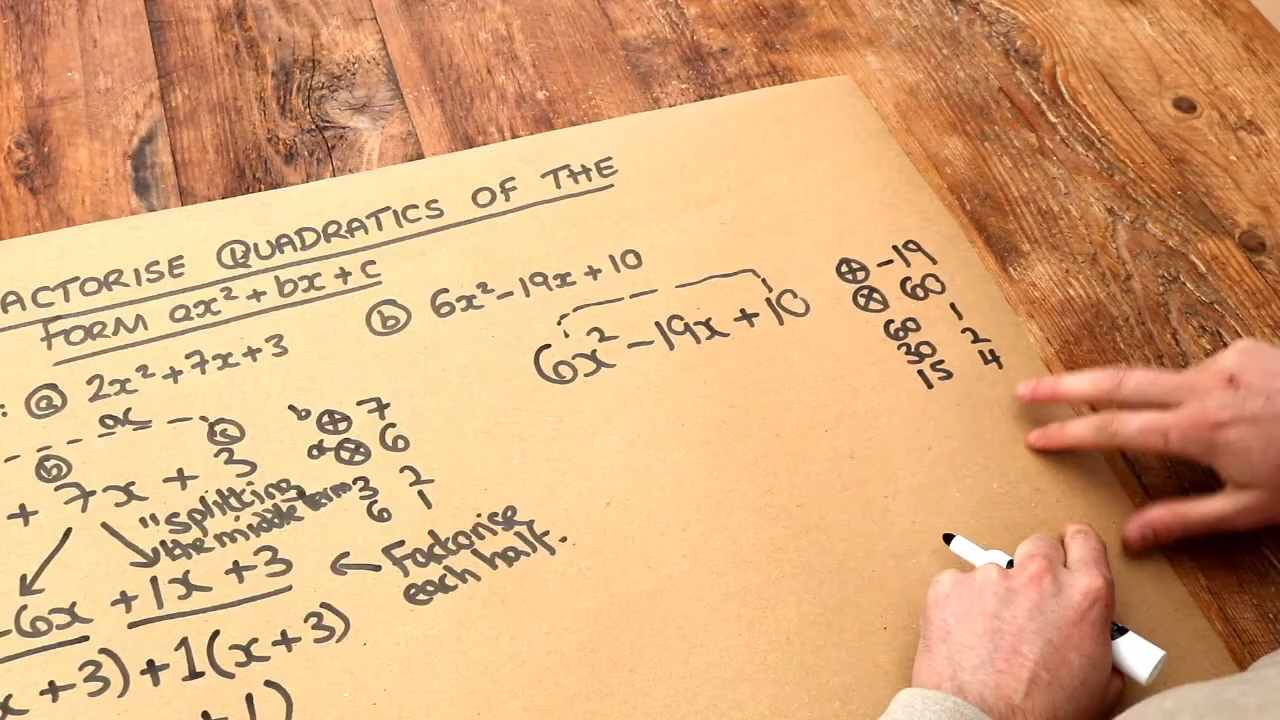 ACTORISE QUADRATICS OF THE
FORM ax² + bx + c
: ⓐ 2x² + 7x + 3
ac
ⓑ ⓒ
+ 7x + 3
b ⊕ 7
a ⊗ 6
3 2
6 1
"splitting
the middle term
-6x + 1x + 3
← Factorise
each half.
x + 3) + 1(x + 3)
+ 1)
ⓑ 6x² - 19x + 10
6x² - 19x + 10
⊕ -19
⊗ 60
60 1
30 2
15 4